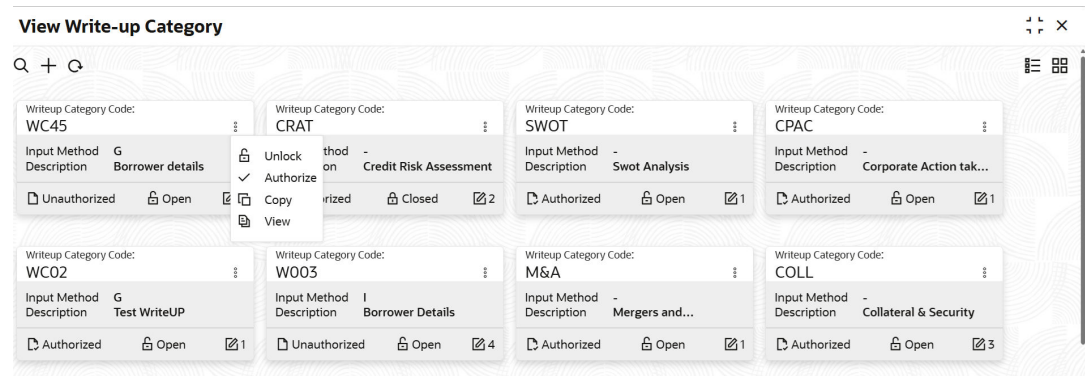 View Write-up Category
Writeup Category Code:
WC45
Input Method G
Description Borrower details
Unauthorized Open
Unlock
Authorize
Copy
View
Writeup Category Code:
CRAT
-
Description Credit Risk Assessment
Closed 2
Writeup Category Code:
SWOT
Input Method -
Description Swot Analysis
Authorized Open 1
Writeup Category Code:
CPAC
Input Method -
Description Corporate Action tak...
Authorized Open 1
Writeup Category Code:
WC02
Input Method G
Description Test WriteUP
Authorized Open 1
Writeup Category Code:
W003
Input Method I
Description Borrower Details
Unauthorized Open 4
Writeup Category Code:
M&A
Input Method -
Description Mergers and...
Authorized Open 1
Writeup Category Code:
COLL
Input Method -
Description Collateral & Security
Authorized Open 3